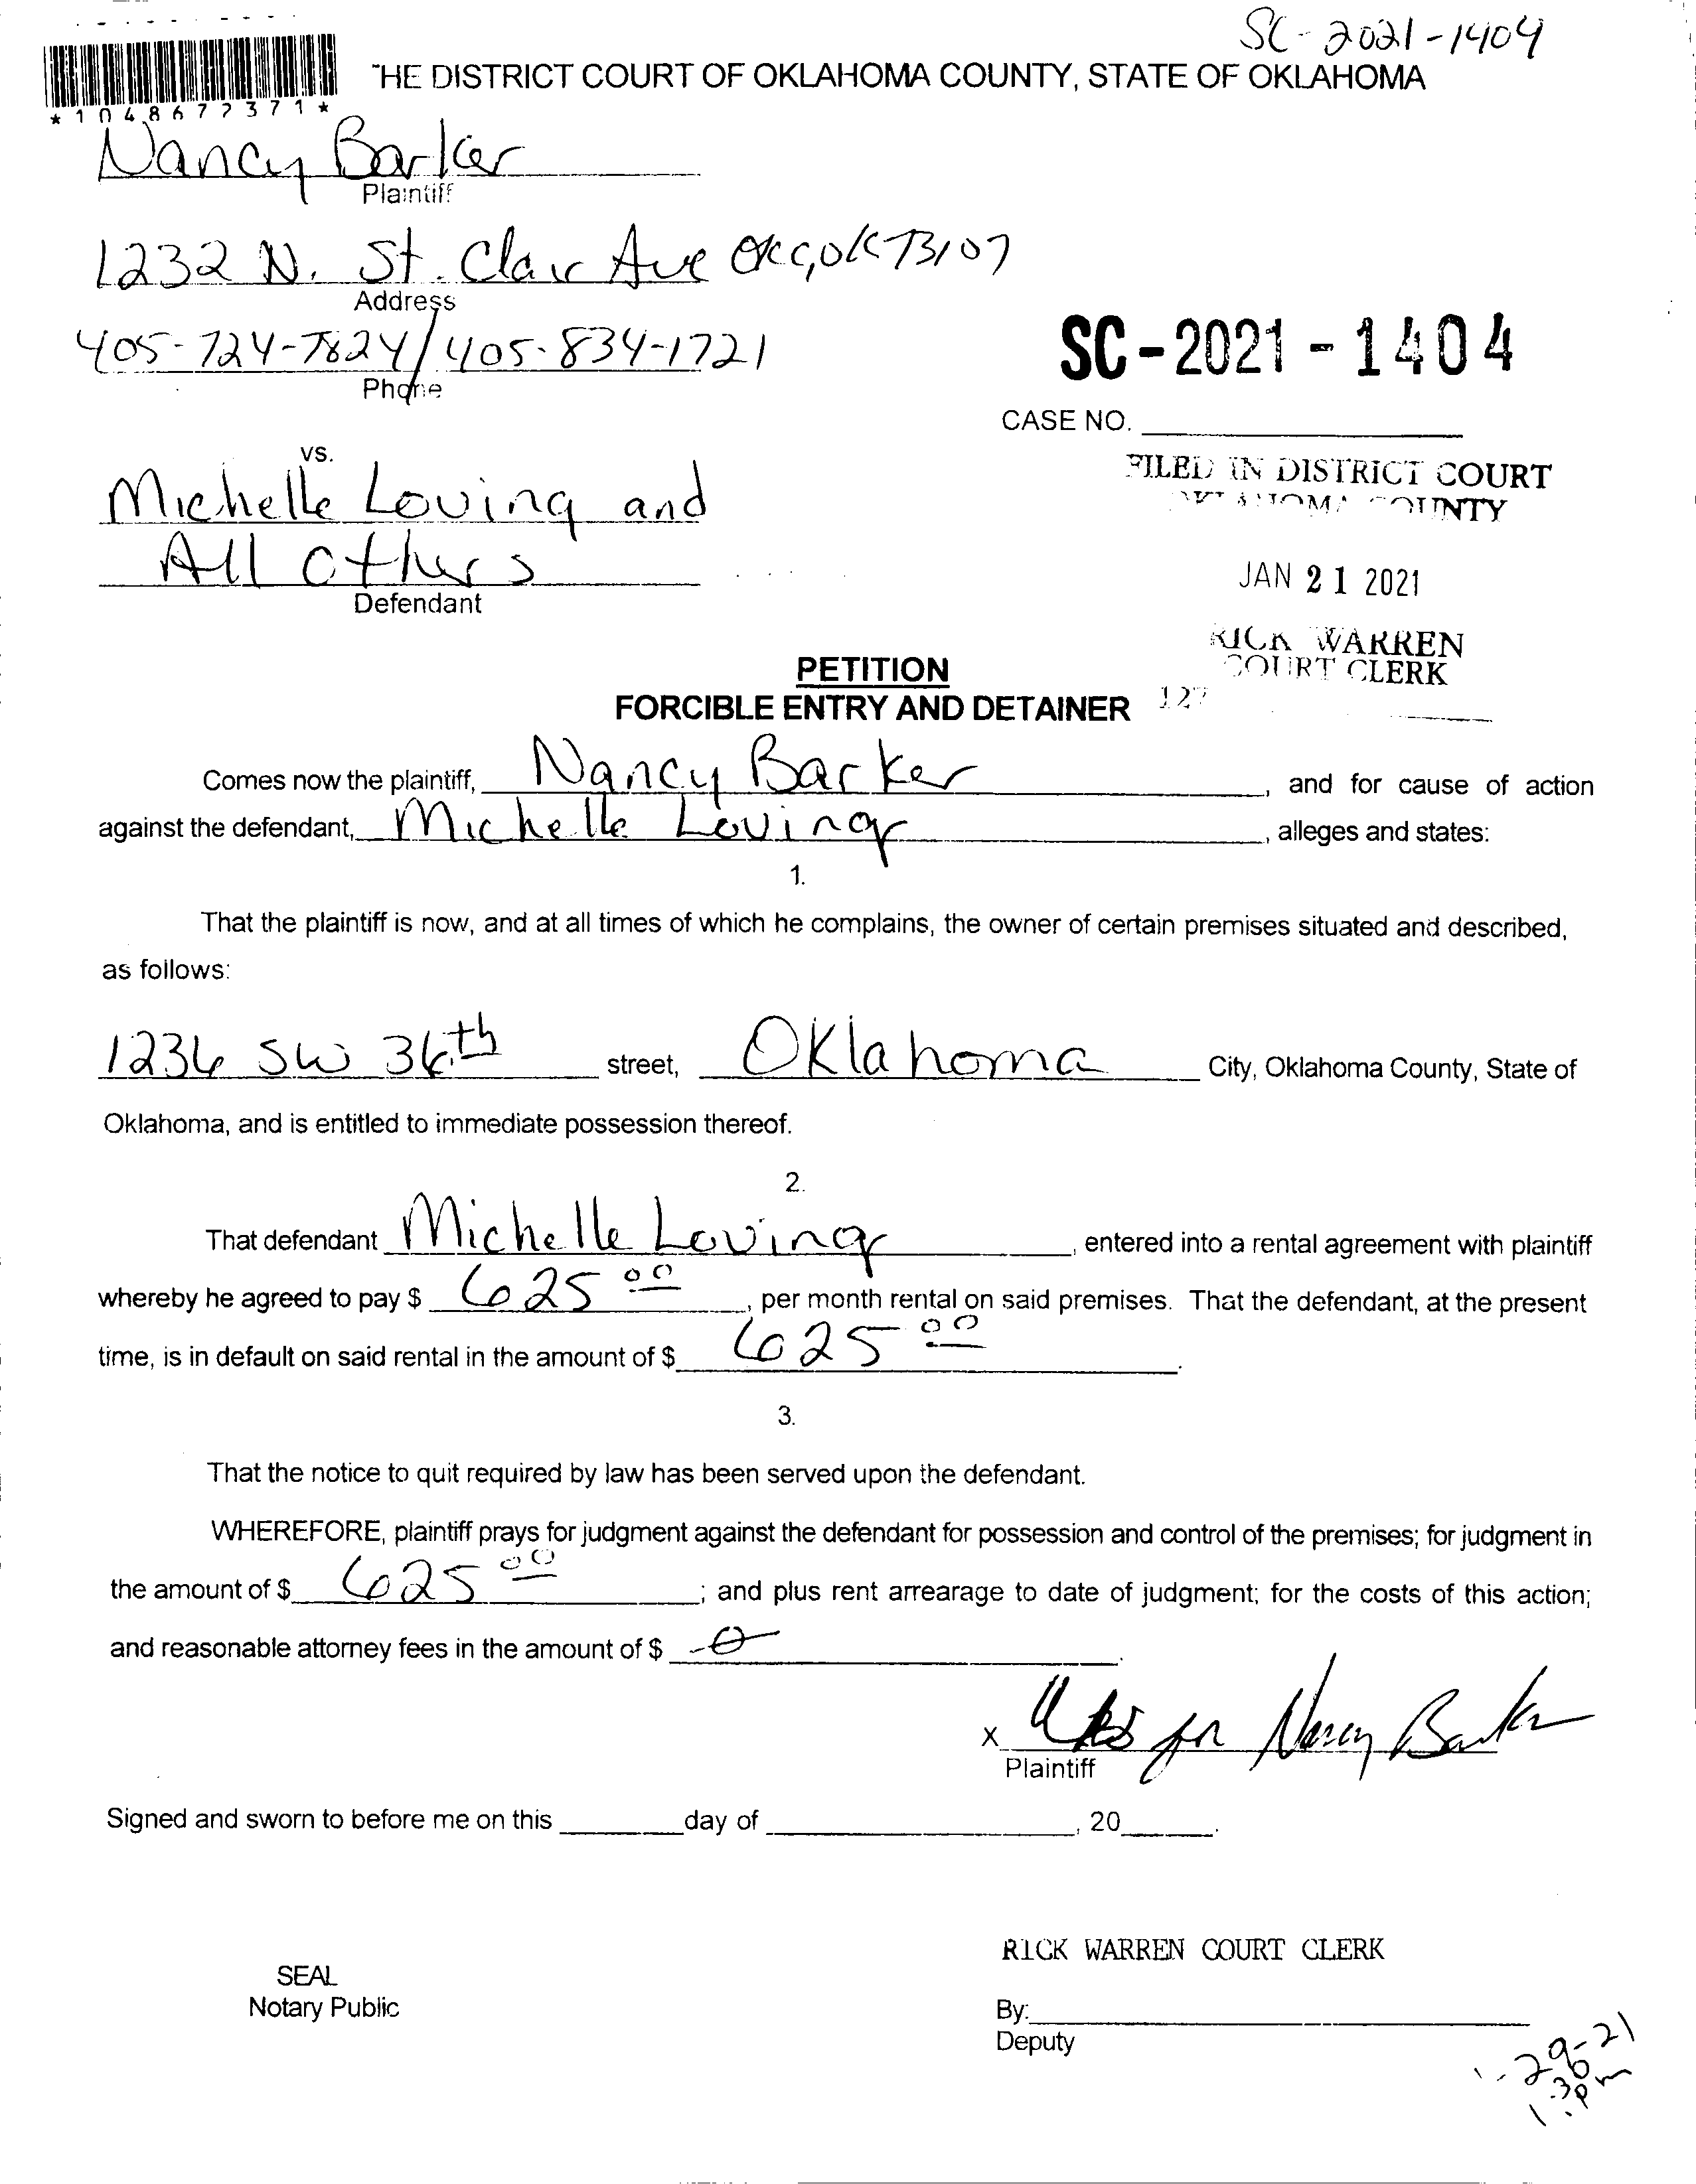 SC-2021-1404
THE DISTRICT COURT OF OKLAHOMA COUNTY, STATE OF OKLAHOMA
*1048677371*
Nancy Barker
Plaintiff
1232 N. St. Clair Ave OKC, OK 73107
Address
405-724-7824/405-834-1721
Phone
SC-2021-1404
CASE NO.
vs.
FILED IN DISTRICT COURT
OKLAHOMA COUNTY
Michelle Loving and
All Others
Defendant
JAN 21 2021
RICK WARREN
COURT CLERK
127
PETITION
FORCIBLE ENTRY AND DETAINER
Comes now the plaintiff, Nancy Barker, and for cause of action
against the defendant, Michelle Loving, alleges and states:
1.
That the plaintiff is now, and at all times of which he complains, the owner of certain premises situated and described,
as follows:
1236 SW 36th street, Oklahoma City, Oklahoma County, State of
Oklahoma, and is entitled to immediate possession thereof.
2.
That defendant Michelle Loving, entered into a rental agreement with plaintiff
whereby he agreed to pay $ 625 00, per month rental on said premises. That the defendant, at the present
time, is in default on said rental in the amount of $ 625 00.
3.
That the notice to quit required by law has been served upon the defendant.
WHEREFORE, plaintiff prays for judgment against the defendant for possession and control of the premises; for judgment in
the amount of $ 625 00; and plus rent arrearage to date of judgment; for the costs of this action;
and reasonable attorney fees in the amount of $ -0-.
X for Nancy Barker
Plaintiff
Signed and sworn to before me on this ______ day of ______, 20____.
RICK WARREN COURT CLERK
SEAL
Notary Public
By:
Deputy
1-29-21
1:30pm